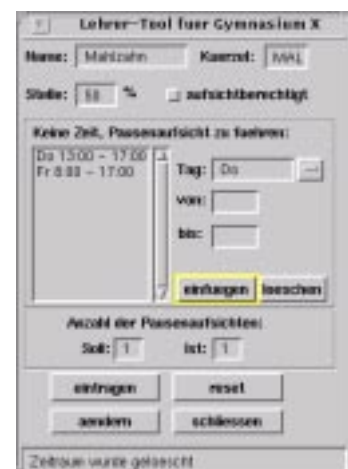 Lehrer-Tool fuer Gymnasium X
Name: Mahlzahn Kuerzel: MAL
Stelle: 50 % aufsichtberechtigt
Keine Zeit, Pausenaufsicht zu fuehren:
Do 13:00 - 17:00
Fr 8:00 - 17:00
Tag: Do
von:
bis:
einfuegen loeschen
Anzahl der Pausenaufsichten:
Soll: 1 Ist: 1
eintragen reset
aendern schliessen
Zeitraum wurde geloescht